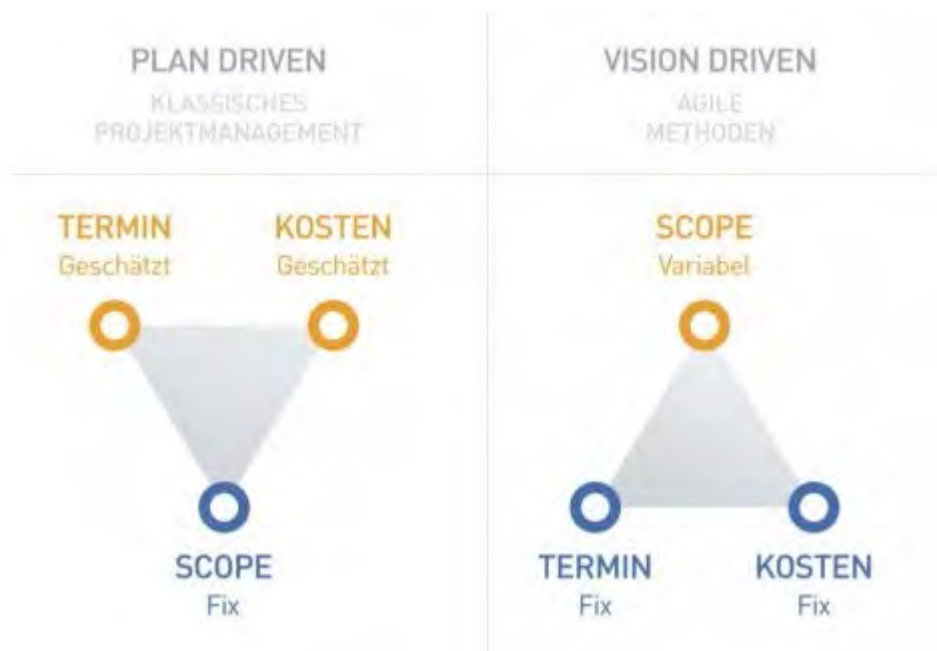 PLAN DRIVEN
KLASSISCHES
PROJEKTMANAGEMENT
VISION DRIVEN
AGILE
METHODEN
TERMIN
Geschätzt
KOSTEN
Geschätzt
SCOPE
Fix
SCOPE
Variabel
TERMIN
Fix
KOSTEN
Fix